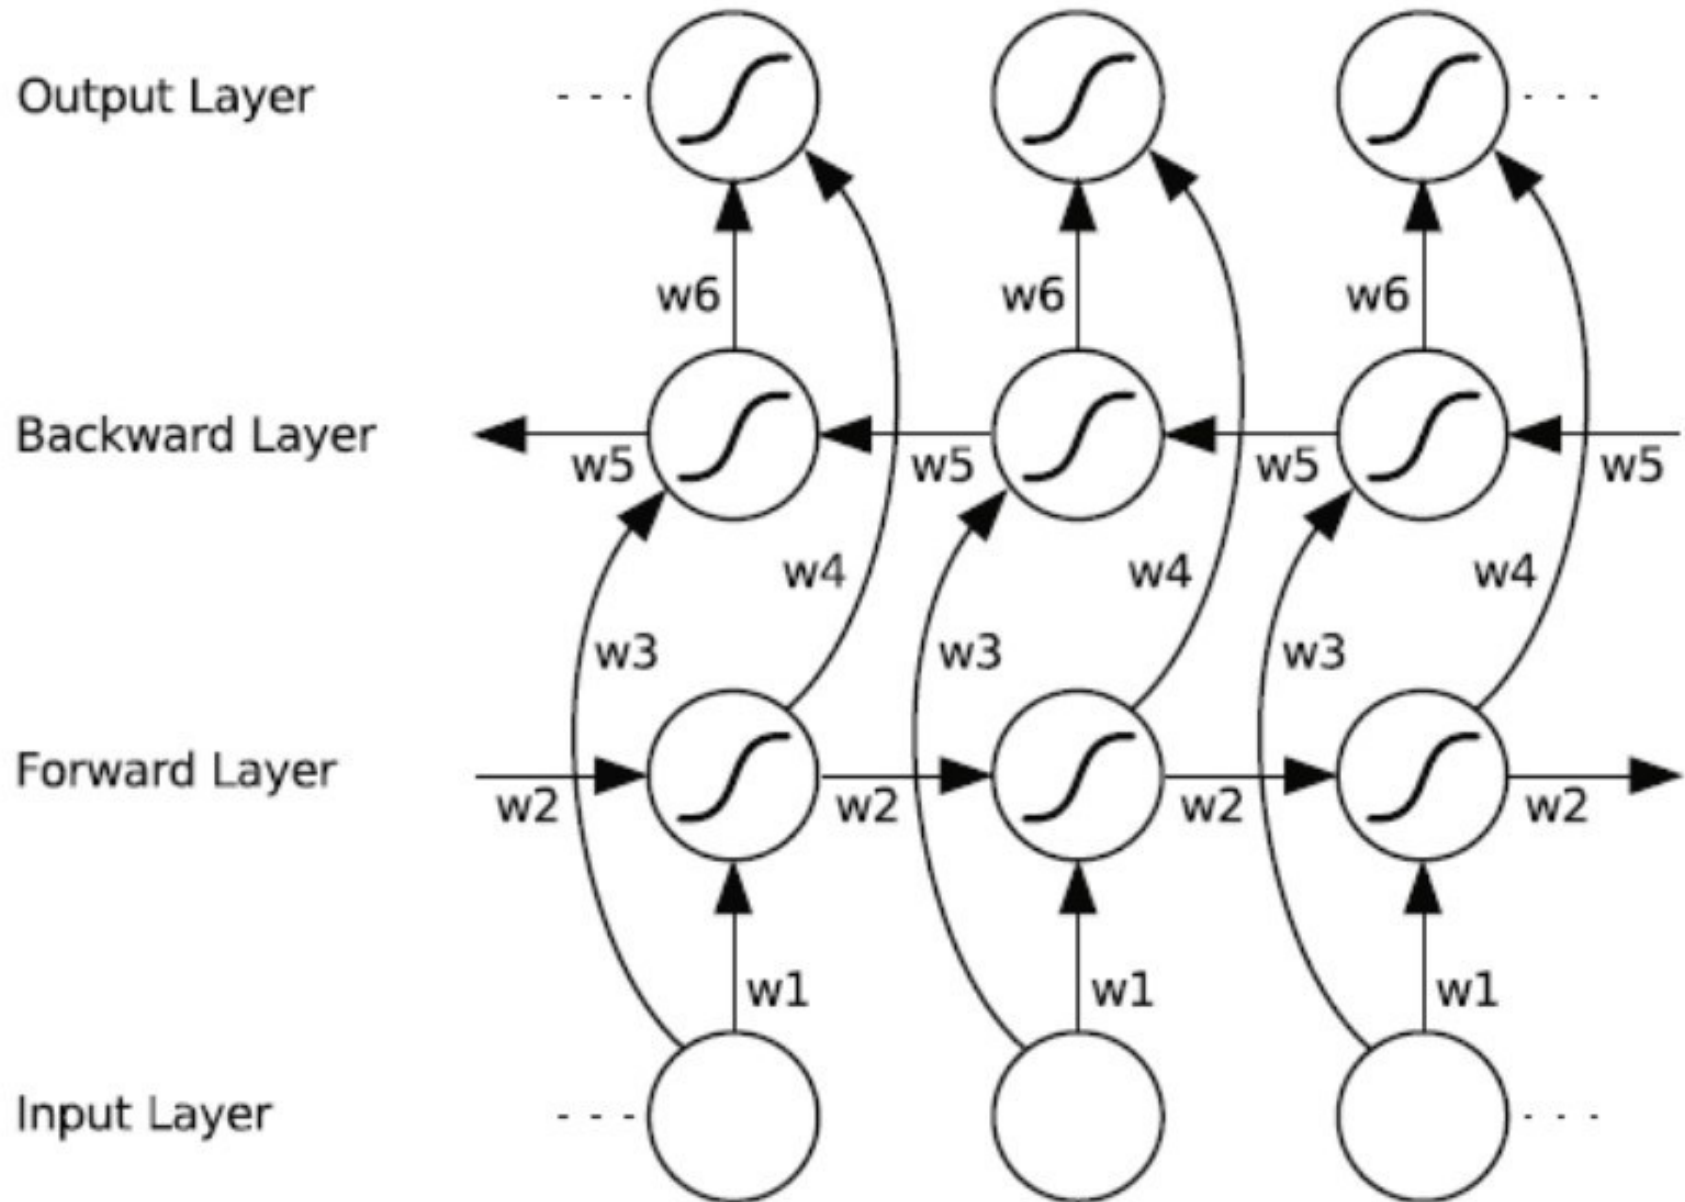 Output Layer
w6 w6 w6
Backward Layer
w5 w5 w5 w5
w4 w4 w4
w3 w3 w3
Forward Layer
w2 w2 w2 w2
w1 w1 w1
Input Layer